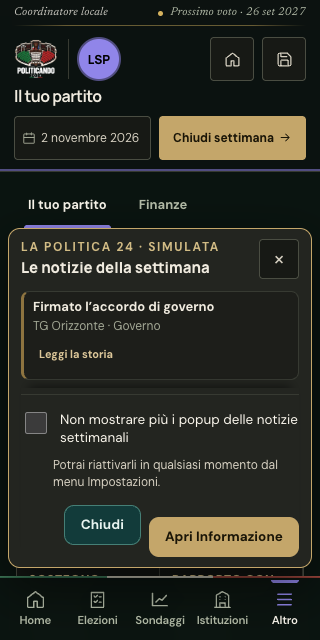 Coordinatore locale
Prossimo voto · 26 set 2027
POLITICANDO
LSP
Il tuo partito
2 novembre 2026
Chiudi settimana →
Il tuo partito
Finanze
LA POLITICA 24 · SIMULATA
Le notizie della settimana
×
Firmato l’accordo di governo
TG Orizzonte · Governo
Leggi la storia
Non mostrare più i popup delle notizie
settimanali
Potrai riattivarli in qualsiasi momento dal
menu Impostazioni.
Chiudi
Apri Informazione
Home
Elezioni
Sondaggi
Istituzioni
Altro